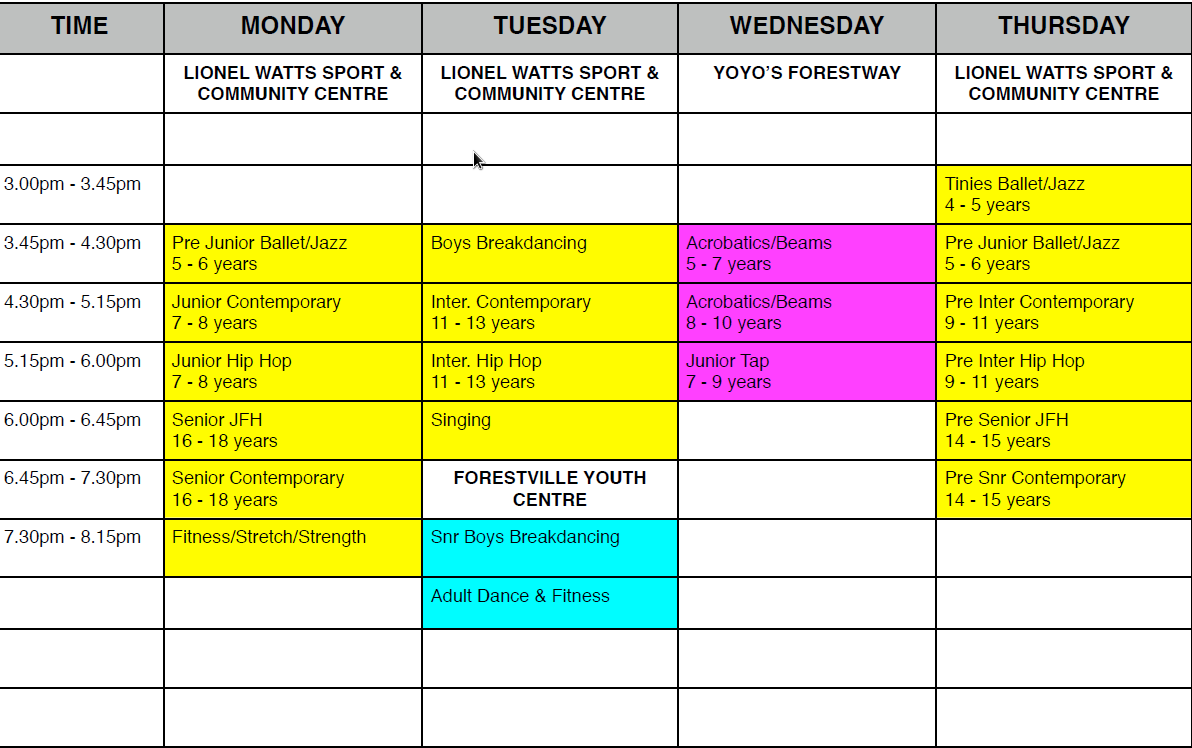 TIME MONDAY TUESDAY WEDNESDAY THURSDAY
LIONEL WATTS SPORT &
COMMUNITY CENTRE
LIONEL WATTS SPORT &
COMMUNITY CENTRE
YOYO’S FORESTWAY
LIONEL WATTS SPORT &
COMMUNITY CENTRE
3.00pm - 3.45pm
Tinies Ballet/Jazz
4 - 5 years
3.45pm - 4.30pm
Pre Junior Ballet/Jazz
5 - 6 years
Boys Breakdancing
Acrobatics/Beams
5 - 7 years
Pre Junior Ballet/Jazz
5 - 6 years
4.30pm - 5.15pm
Junior Contemporary
7 - 8 years
Inter. Contemporary
11 - 13 years
Acrobatics/Beams
8 - 10 years
Pre Inter Contemporary
9 - 11 years
5.15pm - 6.00pm
Junior Hip Hop
7 - 8 years
Inter. Hip Hop
11 - 13 years
Junior Tap
7 - 9 years
Pre Inter Hip Hop
9 - 11 years
6.00pm - 6.45pm
Senior JFH
16 - 18 years
Singing
Pre Senior JFH
14 - 15 years
6.45pm - 7.30pm
Senior Contemporary
16 - 18 years
FORESTVILLE YOUTH
CENTRE
Pre Snr Contemporary
14 - 15 years
7.30pm - 8.15pm
Fitness/Stretch/Strength
Snr Boys Breakdancing
Adult Dance & Fitness